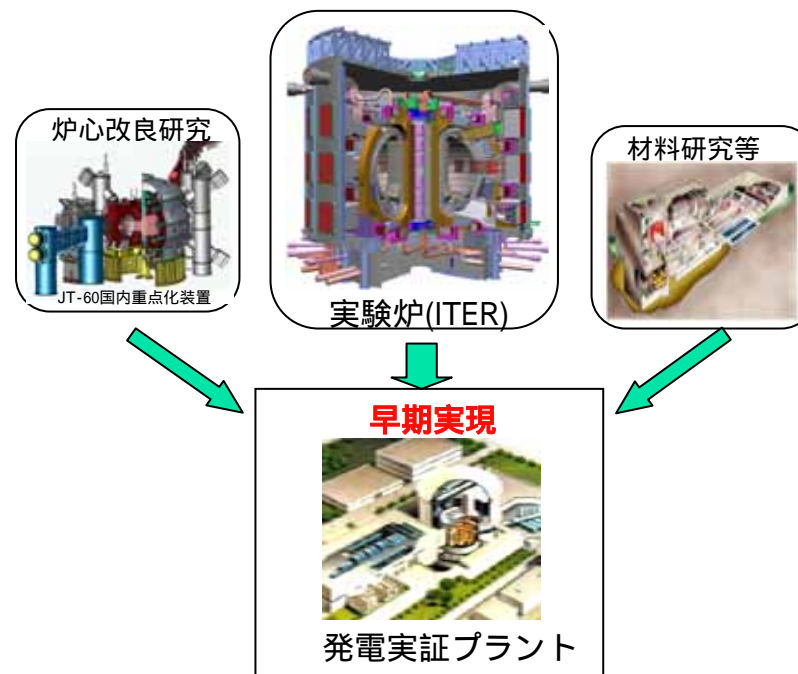 炉心改良研究
JT-60国内重点化装置
実験炉(ITER)
材料研究等
早期実現
発電実証プラント